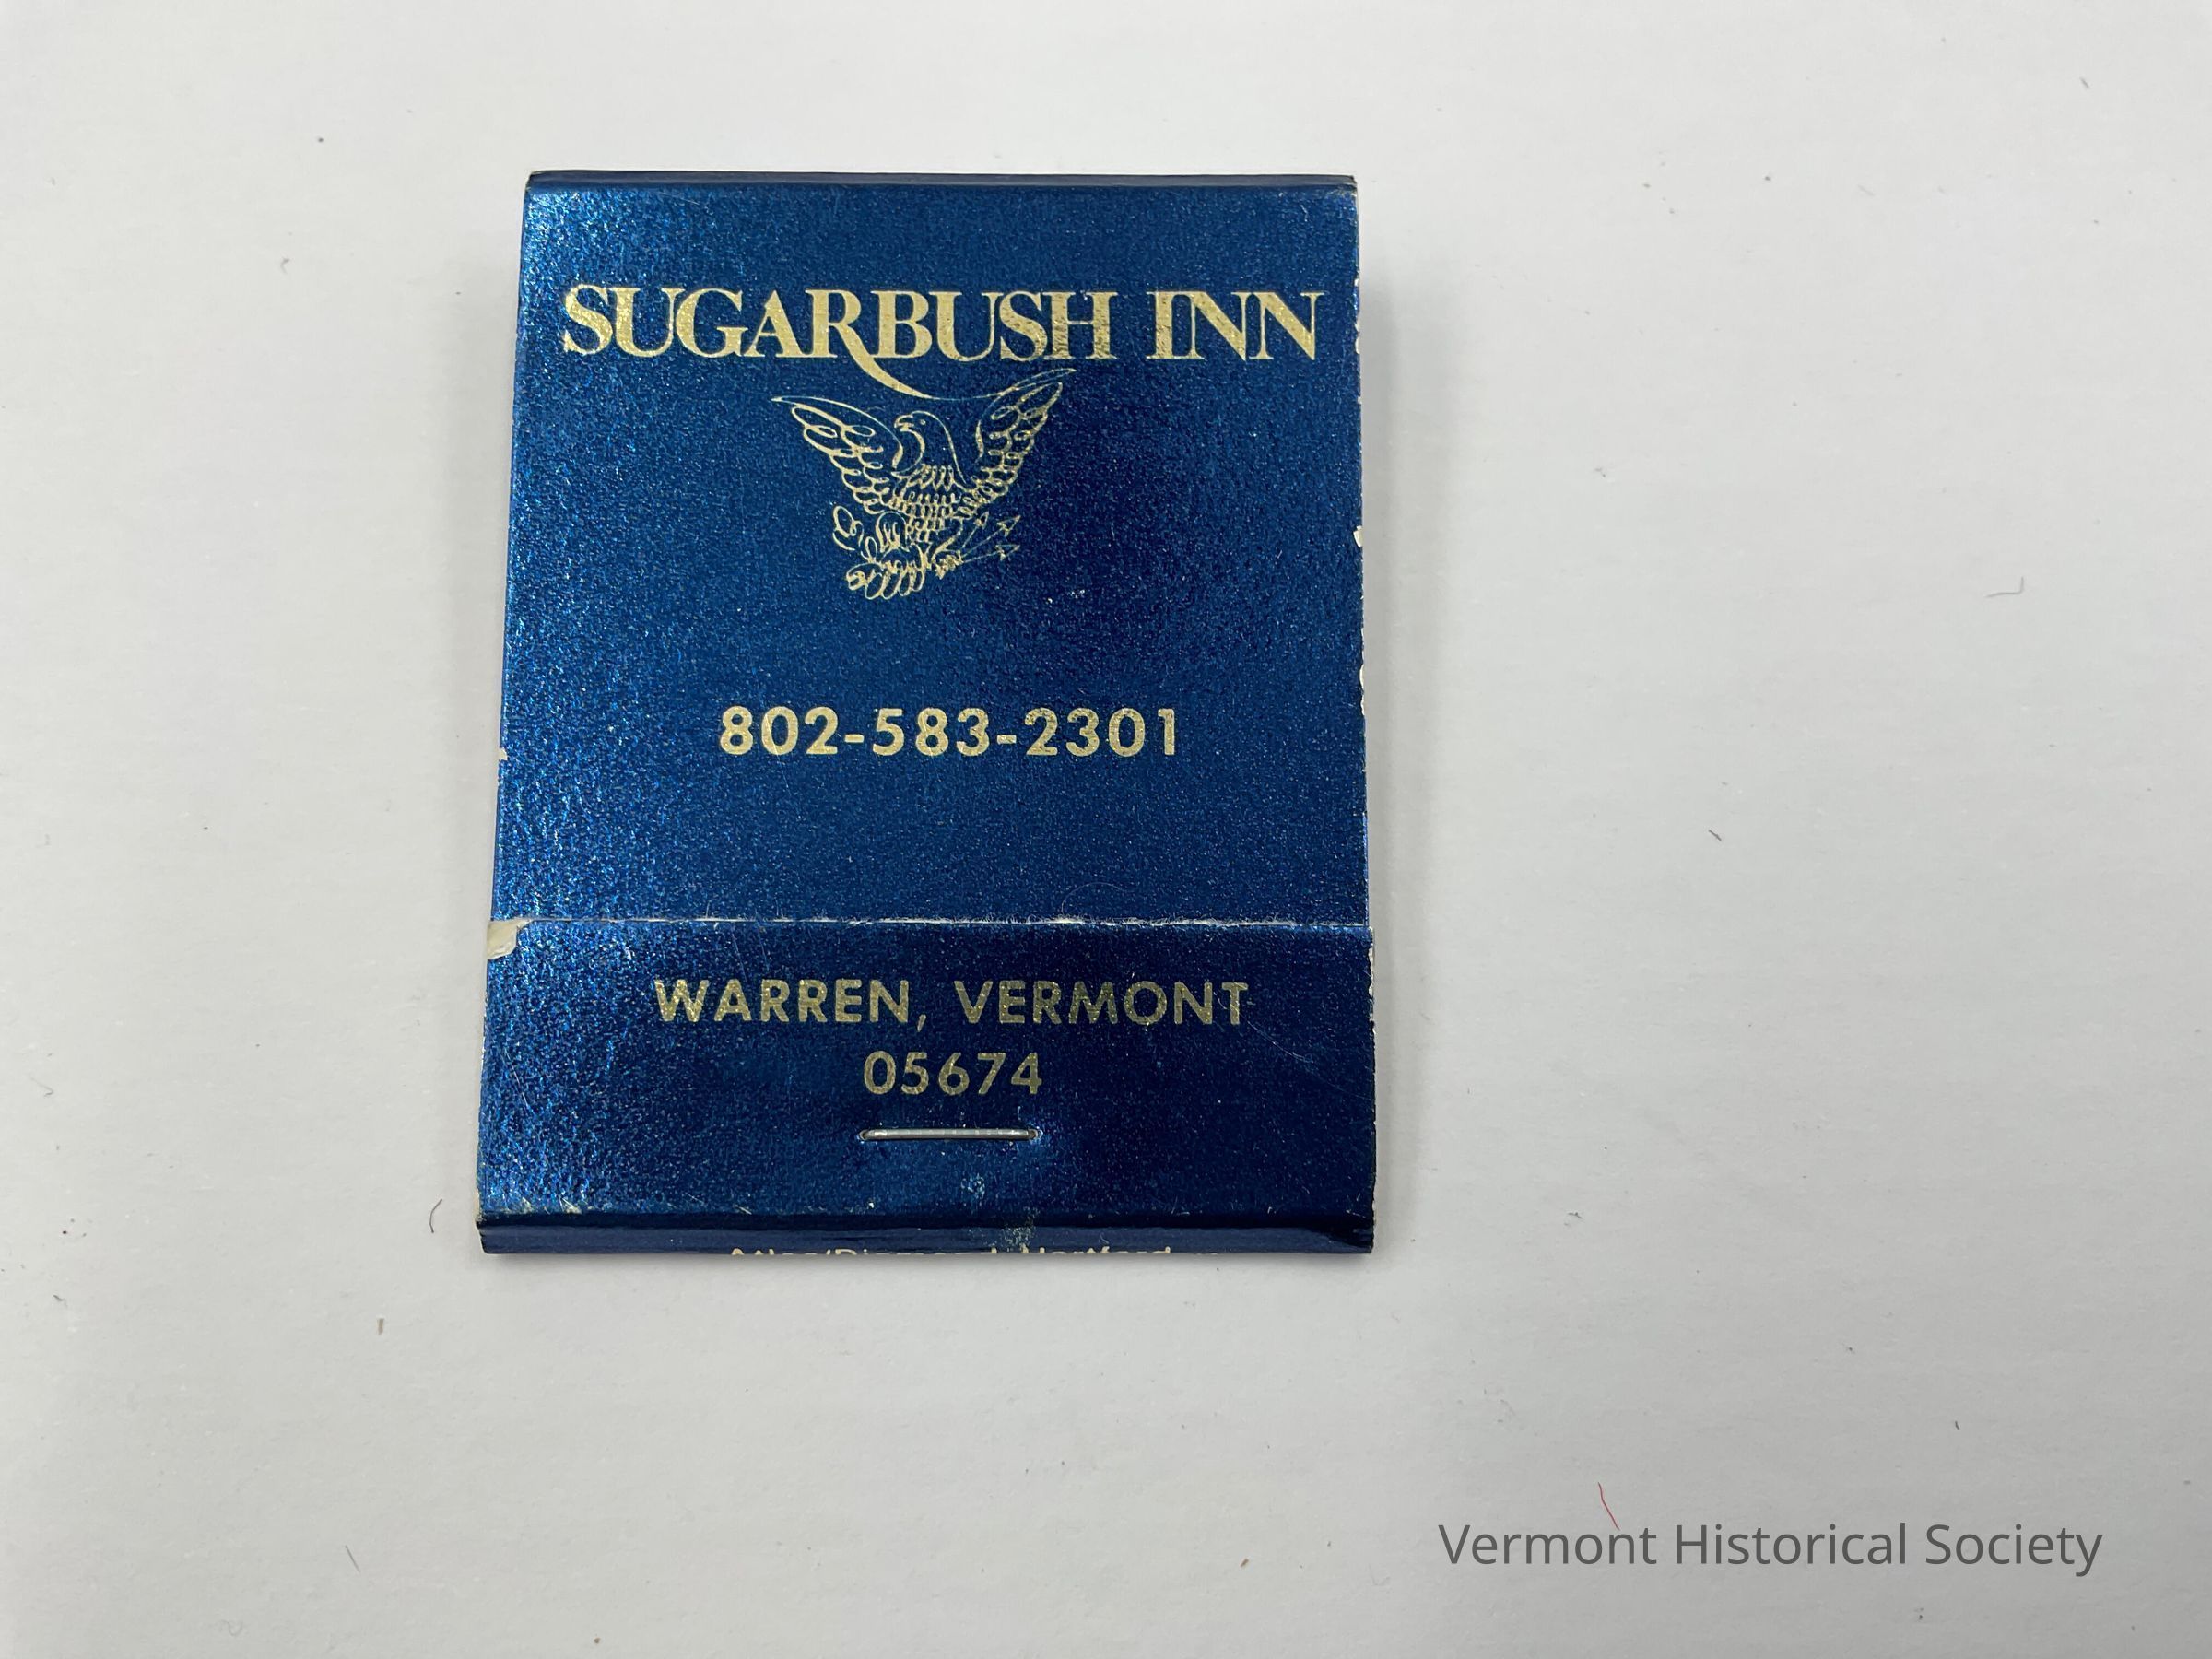 SUGARBUSH INN
802-583-2301
WARREN, VERMONT
05674
Vermont Historical Society